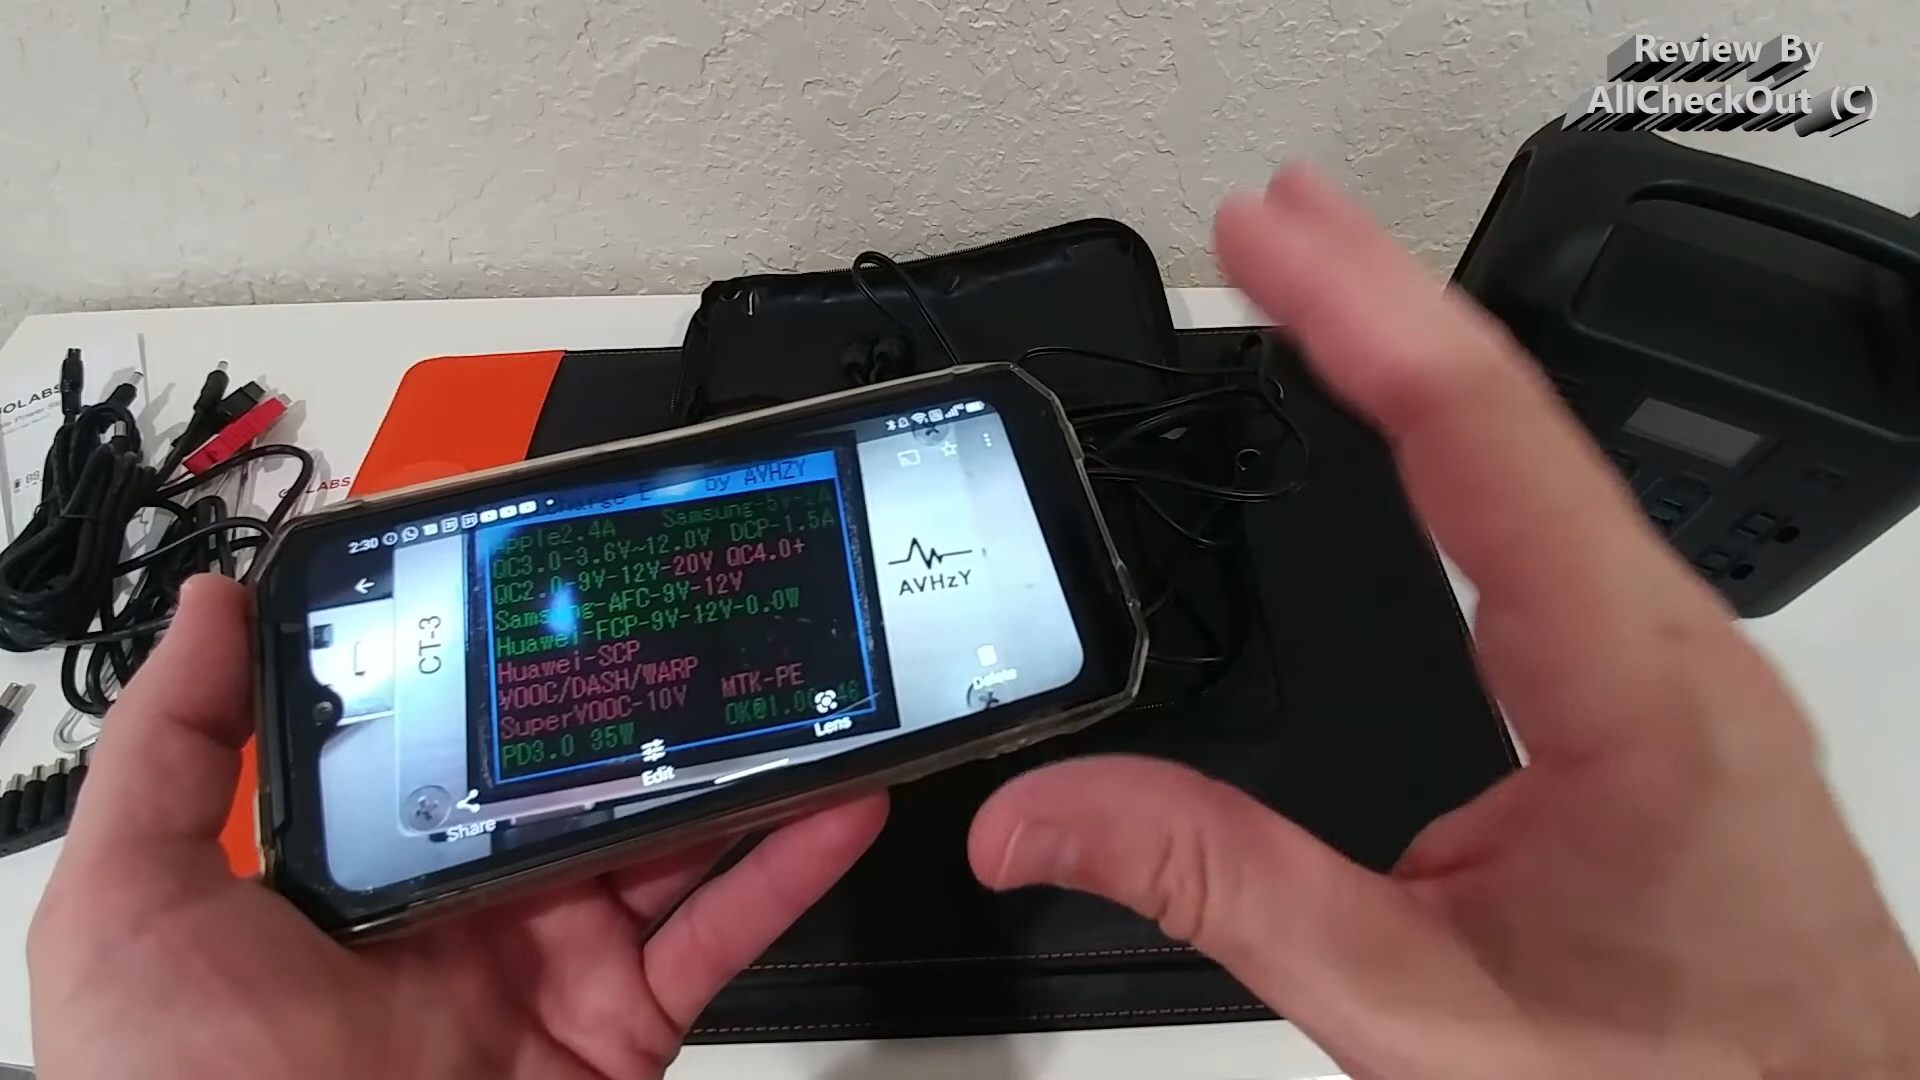 Review By
AllCheckOut (C)
OLABS
LABS
2:30
by AVHZY
Apple2.4A Samsung-5V-2A
QC3.0-3.6V~12.0V DCP-1.5A
QC2.0-9V-12V-20V QC4.0+
Samsung-AFC-9V-12V
Huawei-FCP-9V-12V-0.0W
Huawei-SCP
VOOC/DASH/WARP MTK-PE
SuperVOOC-10V
PD3.0 35W
CT-3
AVHzY
Share
Edit
Lens
Delete